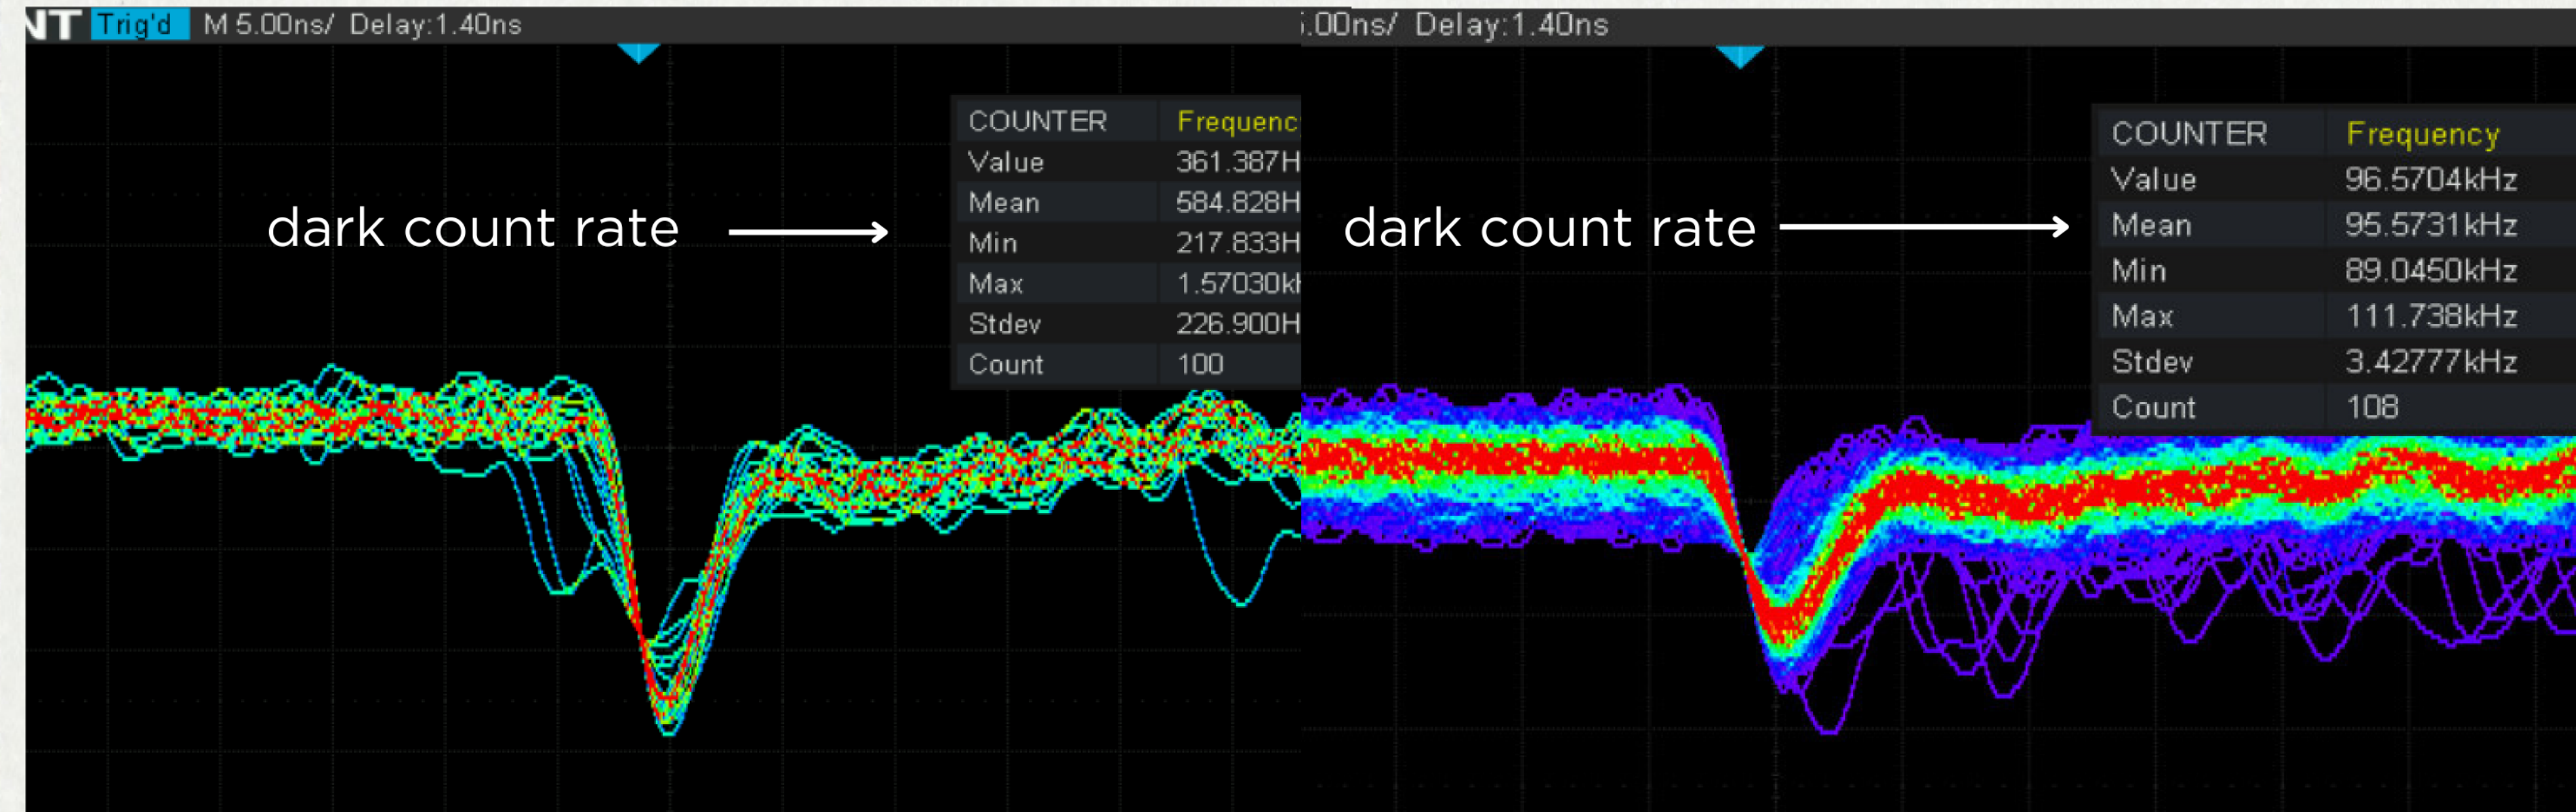 NT Trig'd M 5.00ns/ Delay:1.40ns
COUNTER Frequenc
Value 361.387H
Mean 584.828H
Min 217.833H
Max 1.57030kH
Stdev 226.900H
Count 100
dark count rate
.00ns/ Delay:1.40ns
COUNTER Frequency
Value 96.5704kHz
Mean 95.5731kHz
Min 89.0450kHz
Max 111.738kHz
Stdev 3.42777kHz
Count 108
dark count rate